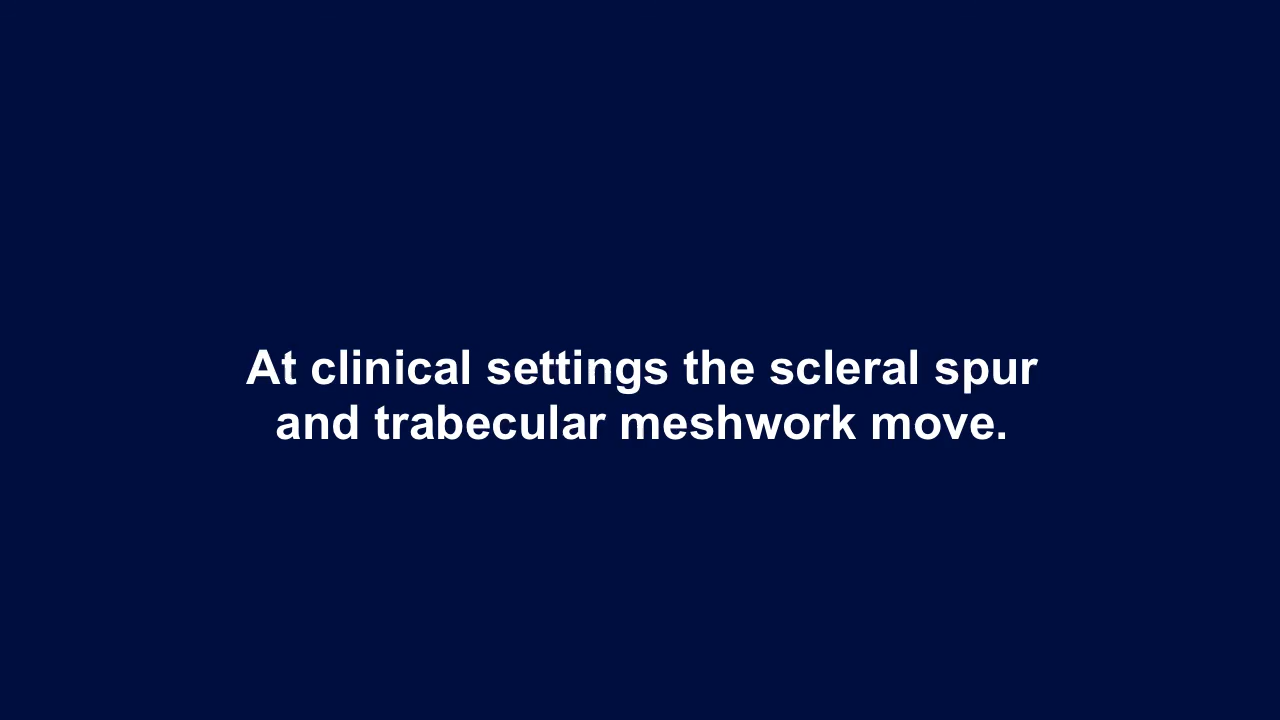 At clinical settings the scleral spur
and trabecular meshwork move.